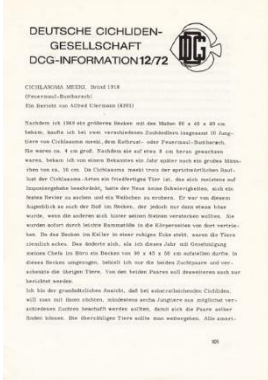 DEUTSCHE CICHLIDEN-
GESELLSCHAFT
DCG-INFORMATION 12/72
DCG
CICHLASOMA MEEKI, Brind 1918
(Feuermaul-Buntbarsch)
Ein Bericht von Alfred Ufermann (0201)
Nachdem ich 1969 ein größeres Becken mit den Maßen 80 x 40 x 40 cm
bekam, kaufte ich bei zwei verschiedenen Zoohändlern insgesamt 10 Jung-
tiere von Cichlasoma meeki, dem Rotbrust- oder Feuermaul-Buntbarsch.
Sie waren ca. 4 cm groß. Nachdem sie auf etwa 8 cm heran gewachsen
waren, bekam ich von einem Bekannten ein Jahr später noch ein großes Männ-
chen von ca. 10 cm. Da Cichlasoma meeki trotz der sprichwörtlichen Rauf-
lust der Cichlasoma-Arten ein friedfertiges Tier ist, das sich meistens auf
Imponiergehabe beschränkt, hatte der Neue keine Schwierigkeiten, sich ein
festes Revier zu suchen und ein Weibchen zu erobern. Er war von diesem
Augenblick an auch der Boß im Becken, der jedoch nur dann etwas böse
wurde, wenn die anderen sich hinter seinen Steinen verstecken wollten. Sie
wurden sofort durch leichte Rammstöße in die Körperseiten von dort vertrie-
ben. Da das Becken im Keller in einer ruhigen Ecke steht, waren die Tiere
ziemlich scheu. Das änderte sich, als ich dieses Jahr mit Genehmigung
meines Chefs im Büro ein Becken von 90 x 45 x 50 cm aufstellen durfte. In
dieses Becken umgezogen, behielt ich nur die beiden Zuchtpaare und ver-
schenkte die übrigen Tiere. Von den beiden Paaren soll desweiteren auch nur
berichtet werden.
Ich bin der grundsätzlichen Ansicht, daß bei substratlaichenden Cichliden,
will man mit ihnen züchten, mindestens sechs Jungtiere aus möglichst ver-
schiedenen Zuchten beschafft werden sollten, damit sich die Paare selber
finden können. Die überzähligen Tiere sollte man weitergeben. Alle ameri-